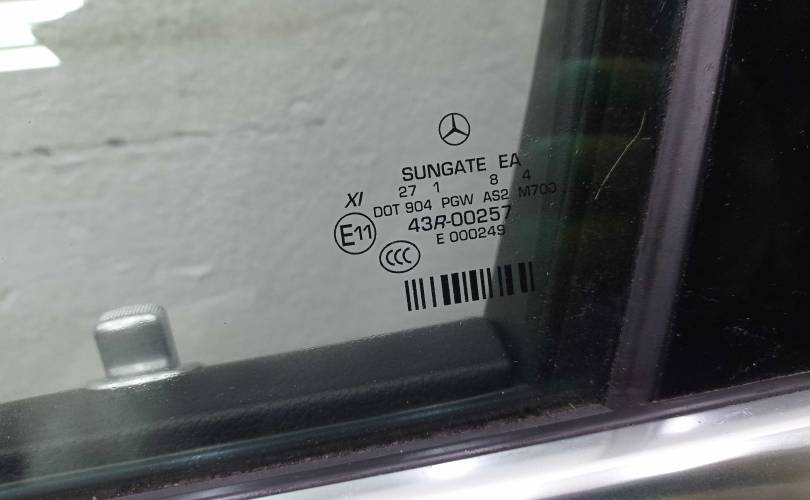 SUNGATE EA
27 1 8 4
DOT 904 PGW AS2 M700
XI
E11
43R-00257
E 000249
CCC